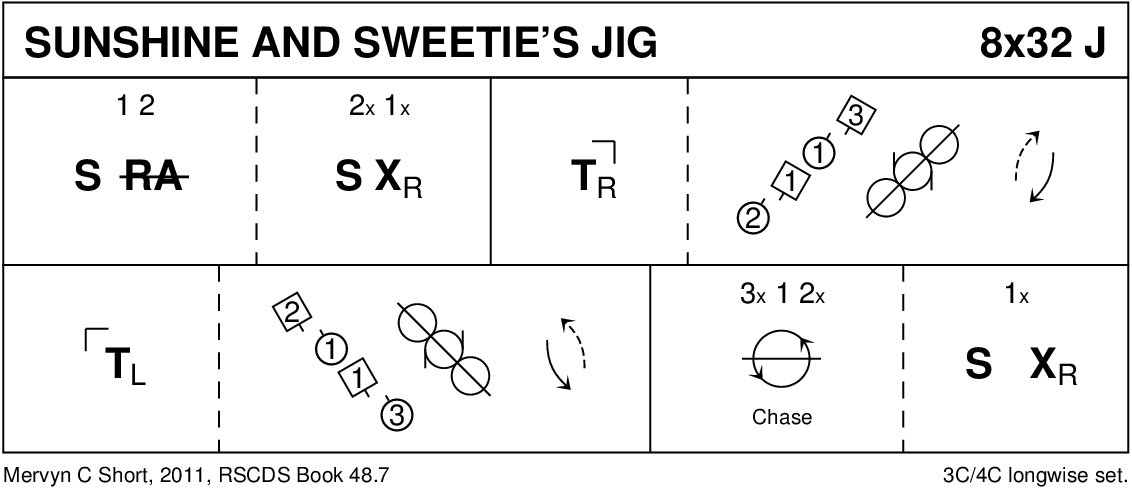 SUNSHINE AND SWEETIE'S JIG 8x32 J
1 2
S RA
2x 1x
S XR
TR
3
1
1
2
TL
2
1
1
3
3x 1 2x
Chase
1x
S XR
Mervyn C Short, 2011, RSCDS Book 48.7 3C/4C longwise set.